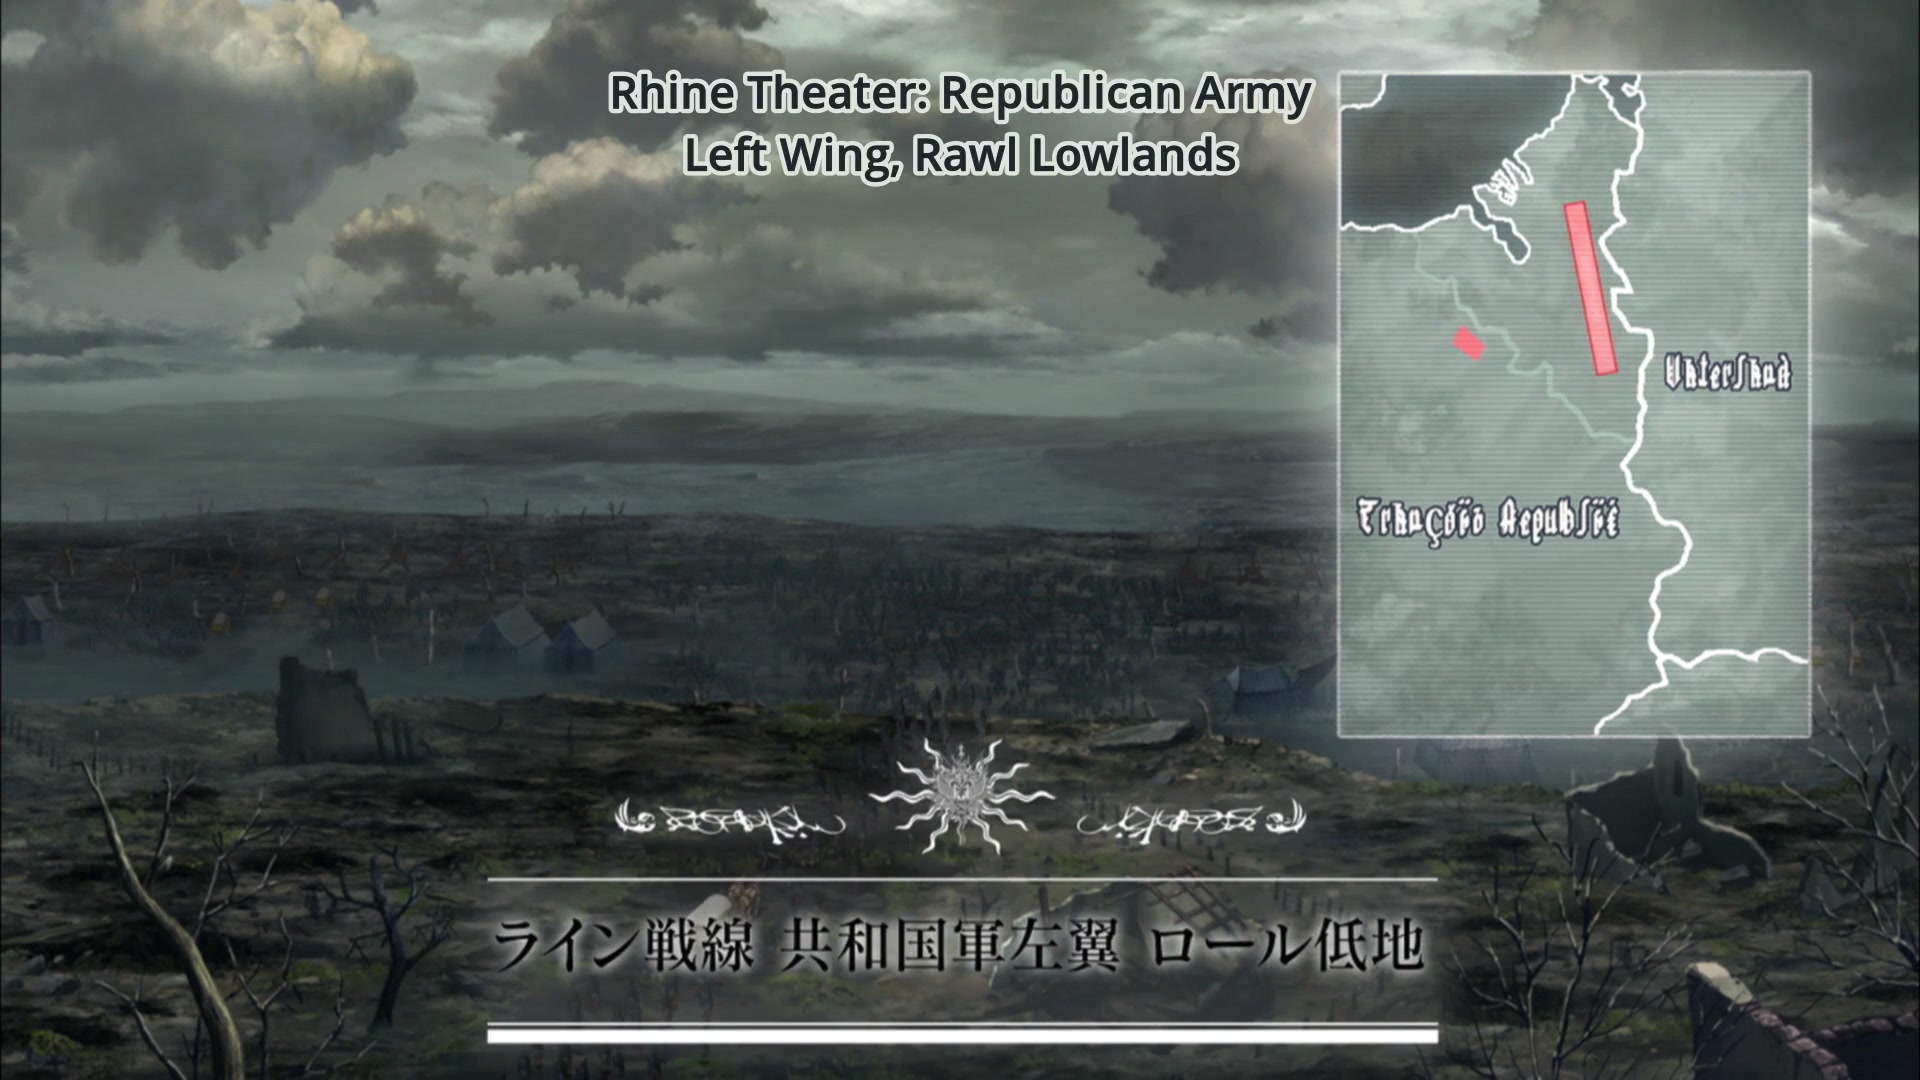 Rhine Theater: Republican Army
Left Wing, Rawl Lowlands
ライン戦線 共和国軍左翼 ロール低地